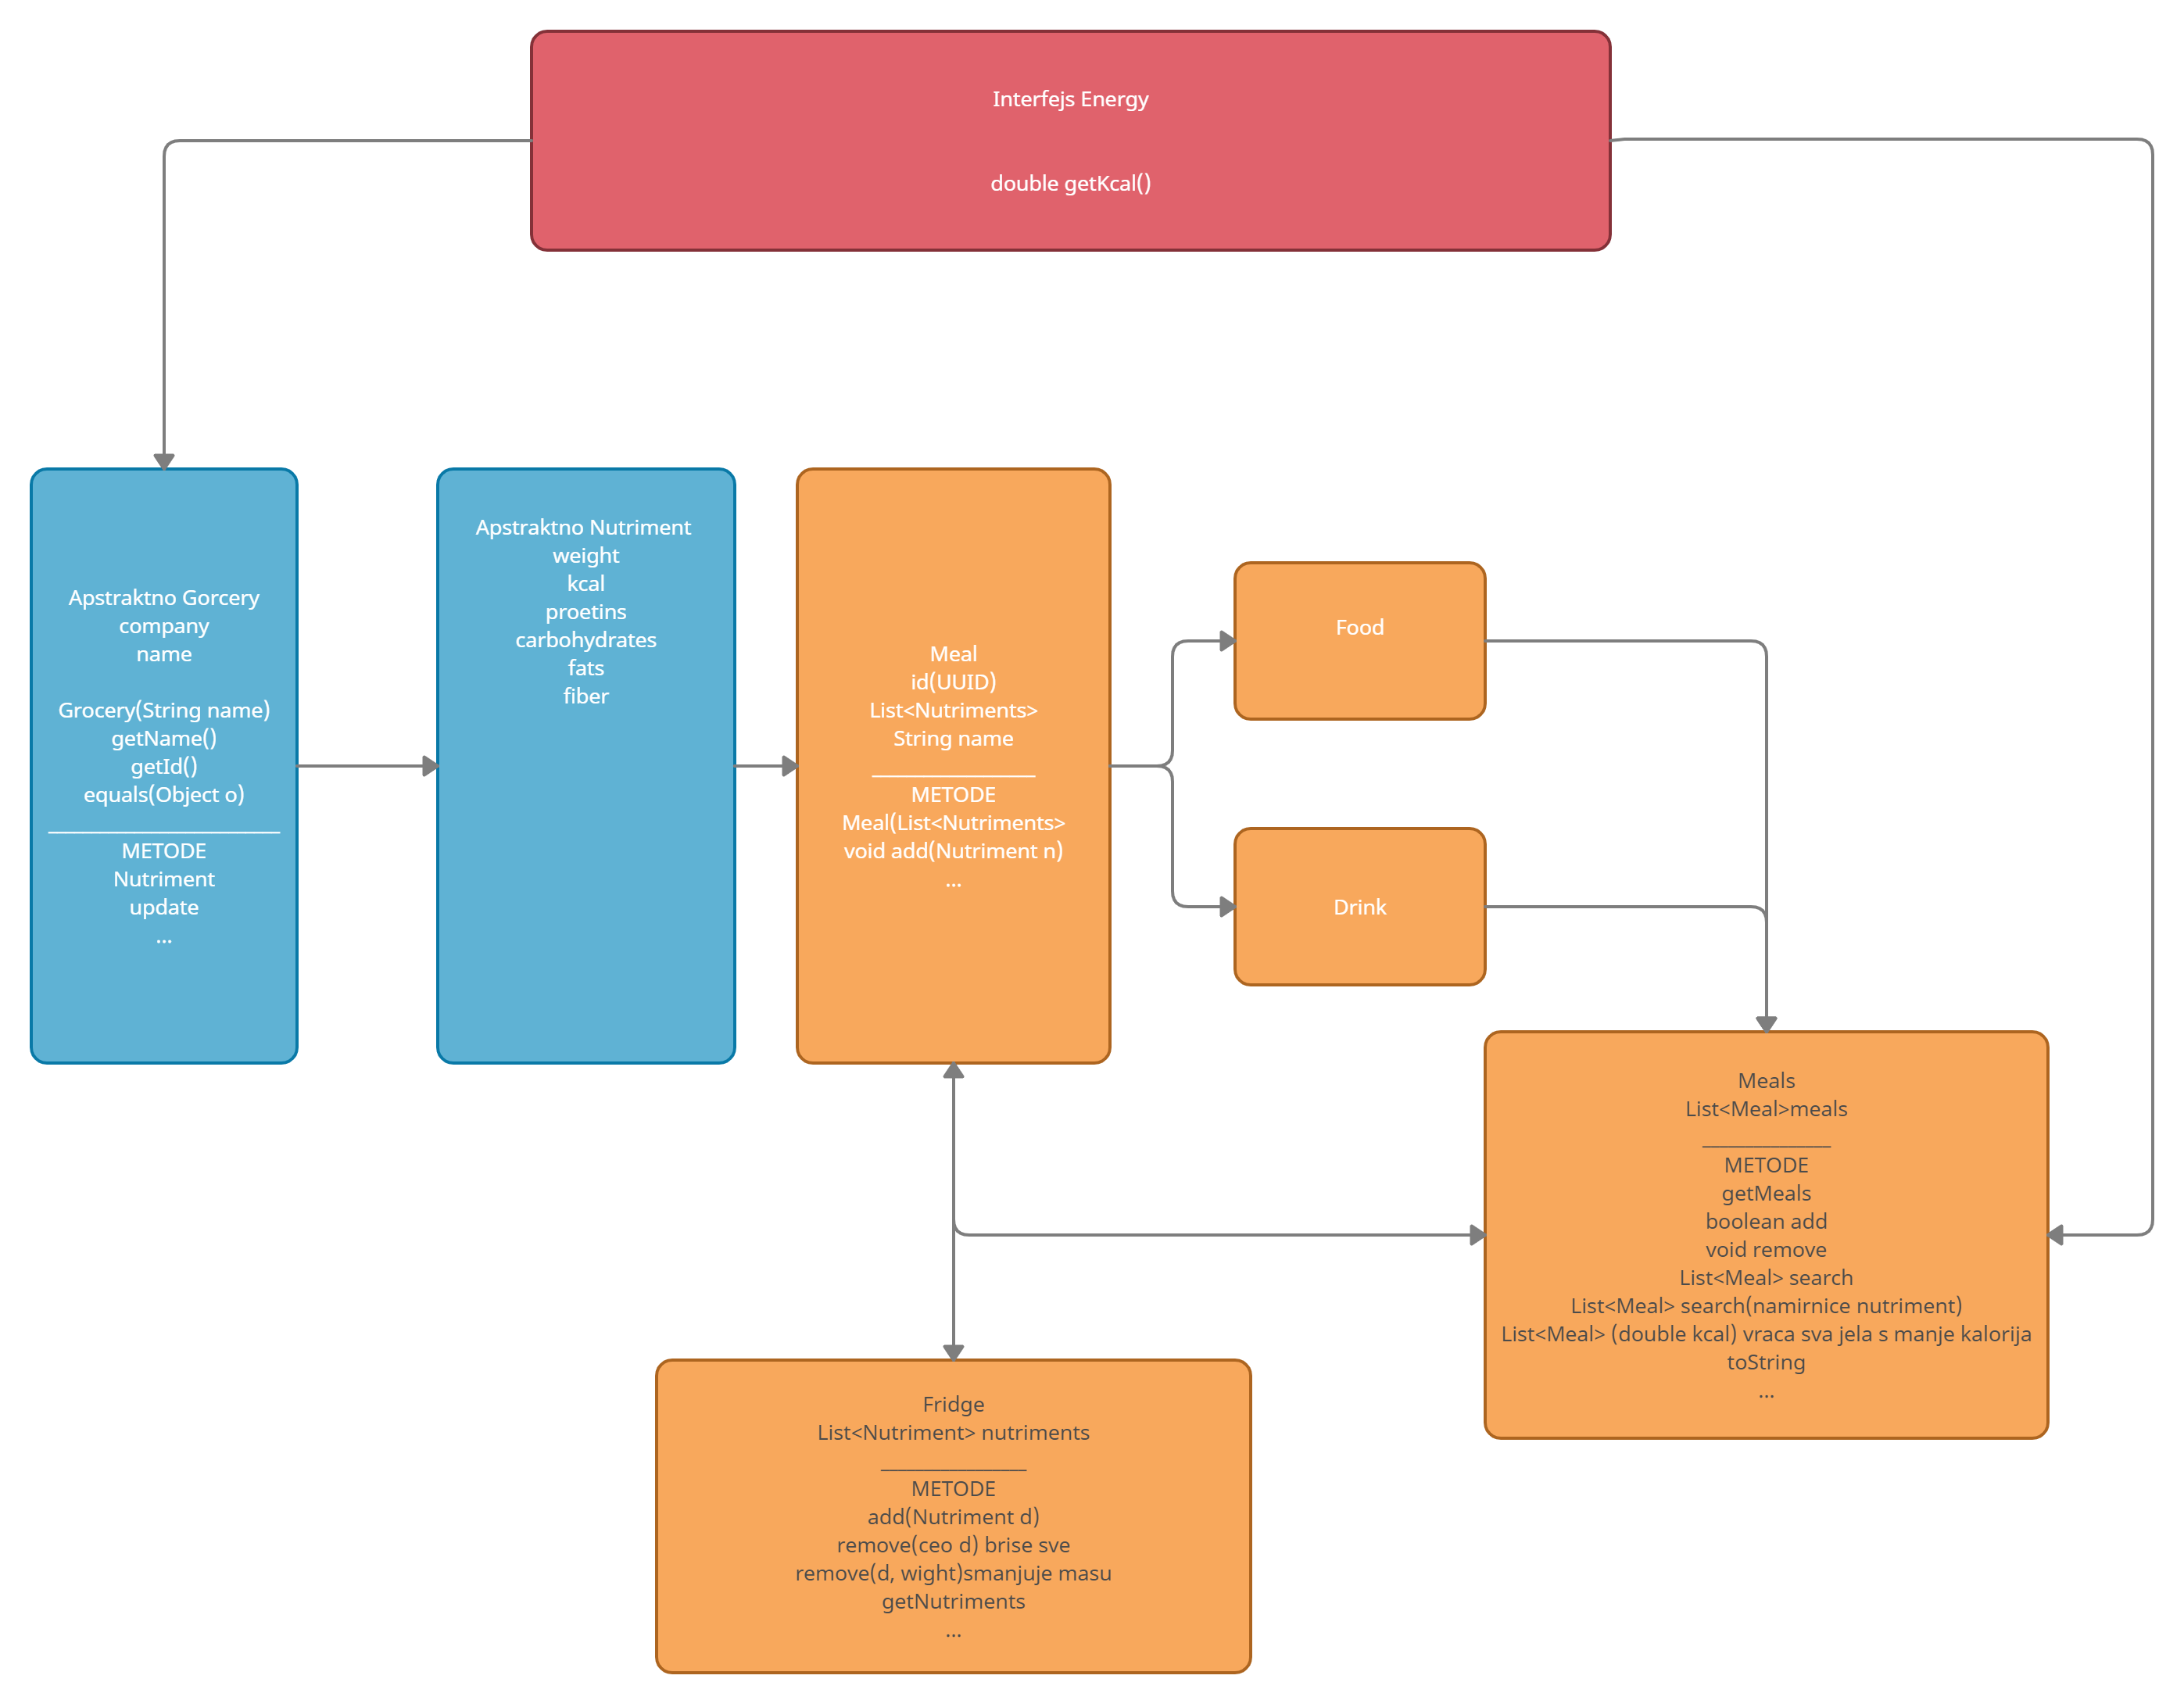 Interfejs Energy
double getKcal()
Apstraktno Gorcery
company
name
Grocery(String name)
getName()
getId()
equals(Object o)
METODE
Nutriment
update
...
Apstraktno Nutriment
weight
kcal
proetins
carbohydrates
fats
fiber
Meal
id(UUID)
List<Nutriments>
String name
METODE
Meal(List<Nutriments>
void add(Nutriment n)
...
Food
Drink
Meals
List<Meal>meals
METODE
getMeals
boolean add
void remove
List<Meal> search
List<Meal> search(namirnice nutriment)
List<Meal> (double kcal) vraca sva jela s manje kalorija
toString
...
Fridge
List<Nutriment> nutriments
METODE
add(Nutriment d)
remove(ceo d) brise sve
remove(d, wight)smanjuje masu
getNutriments
...